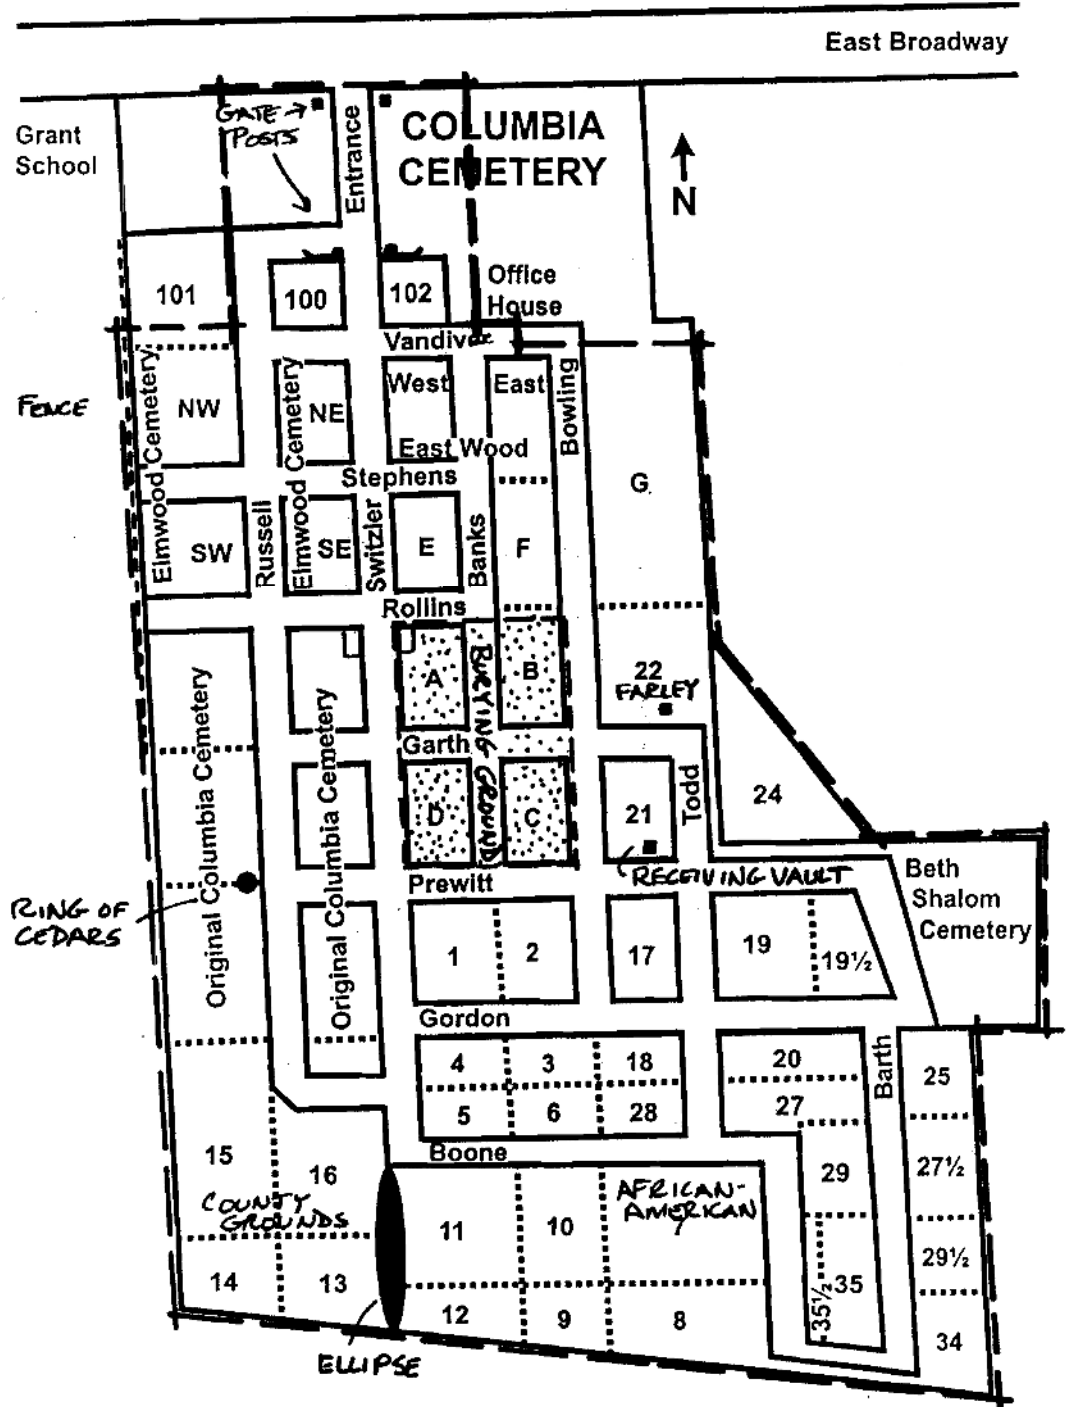 East Broadway
Grant
School
GATE
POSTS
Entrance
COLUMBIA
CEMETERY
N
101
100
102
Office
House
Vandiver
FENCE
Elmwood Cemetery
NW
Elmwood Cemetery
NE
West
East
Bowling
East Wood
Stephens
G
SW
Russell
SE
Switzler
E
Banks
F
Rollins
Original Columbia Cemetery
Original Columbia Cemetery
A
BURYING GROUND
B
22
FARLEY
Garth
D
C
21
Todd
24
Prewitt
RECEIVING VAULT
Beth
Shalom
Cemetery
RING OF
CEDARS
1
2
17
19
19½
Gordon
4
3
18
20
25
5
6
28
27
Barth
Boone
15
16
COUNTY
GROUNDS
11
10
AFRICAN-
AMERICAN
29
27½
14
13
12
9
8
35½
35
29½
34
ELLIPSE